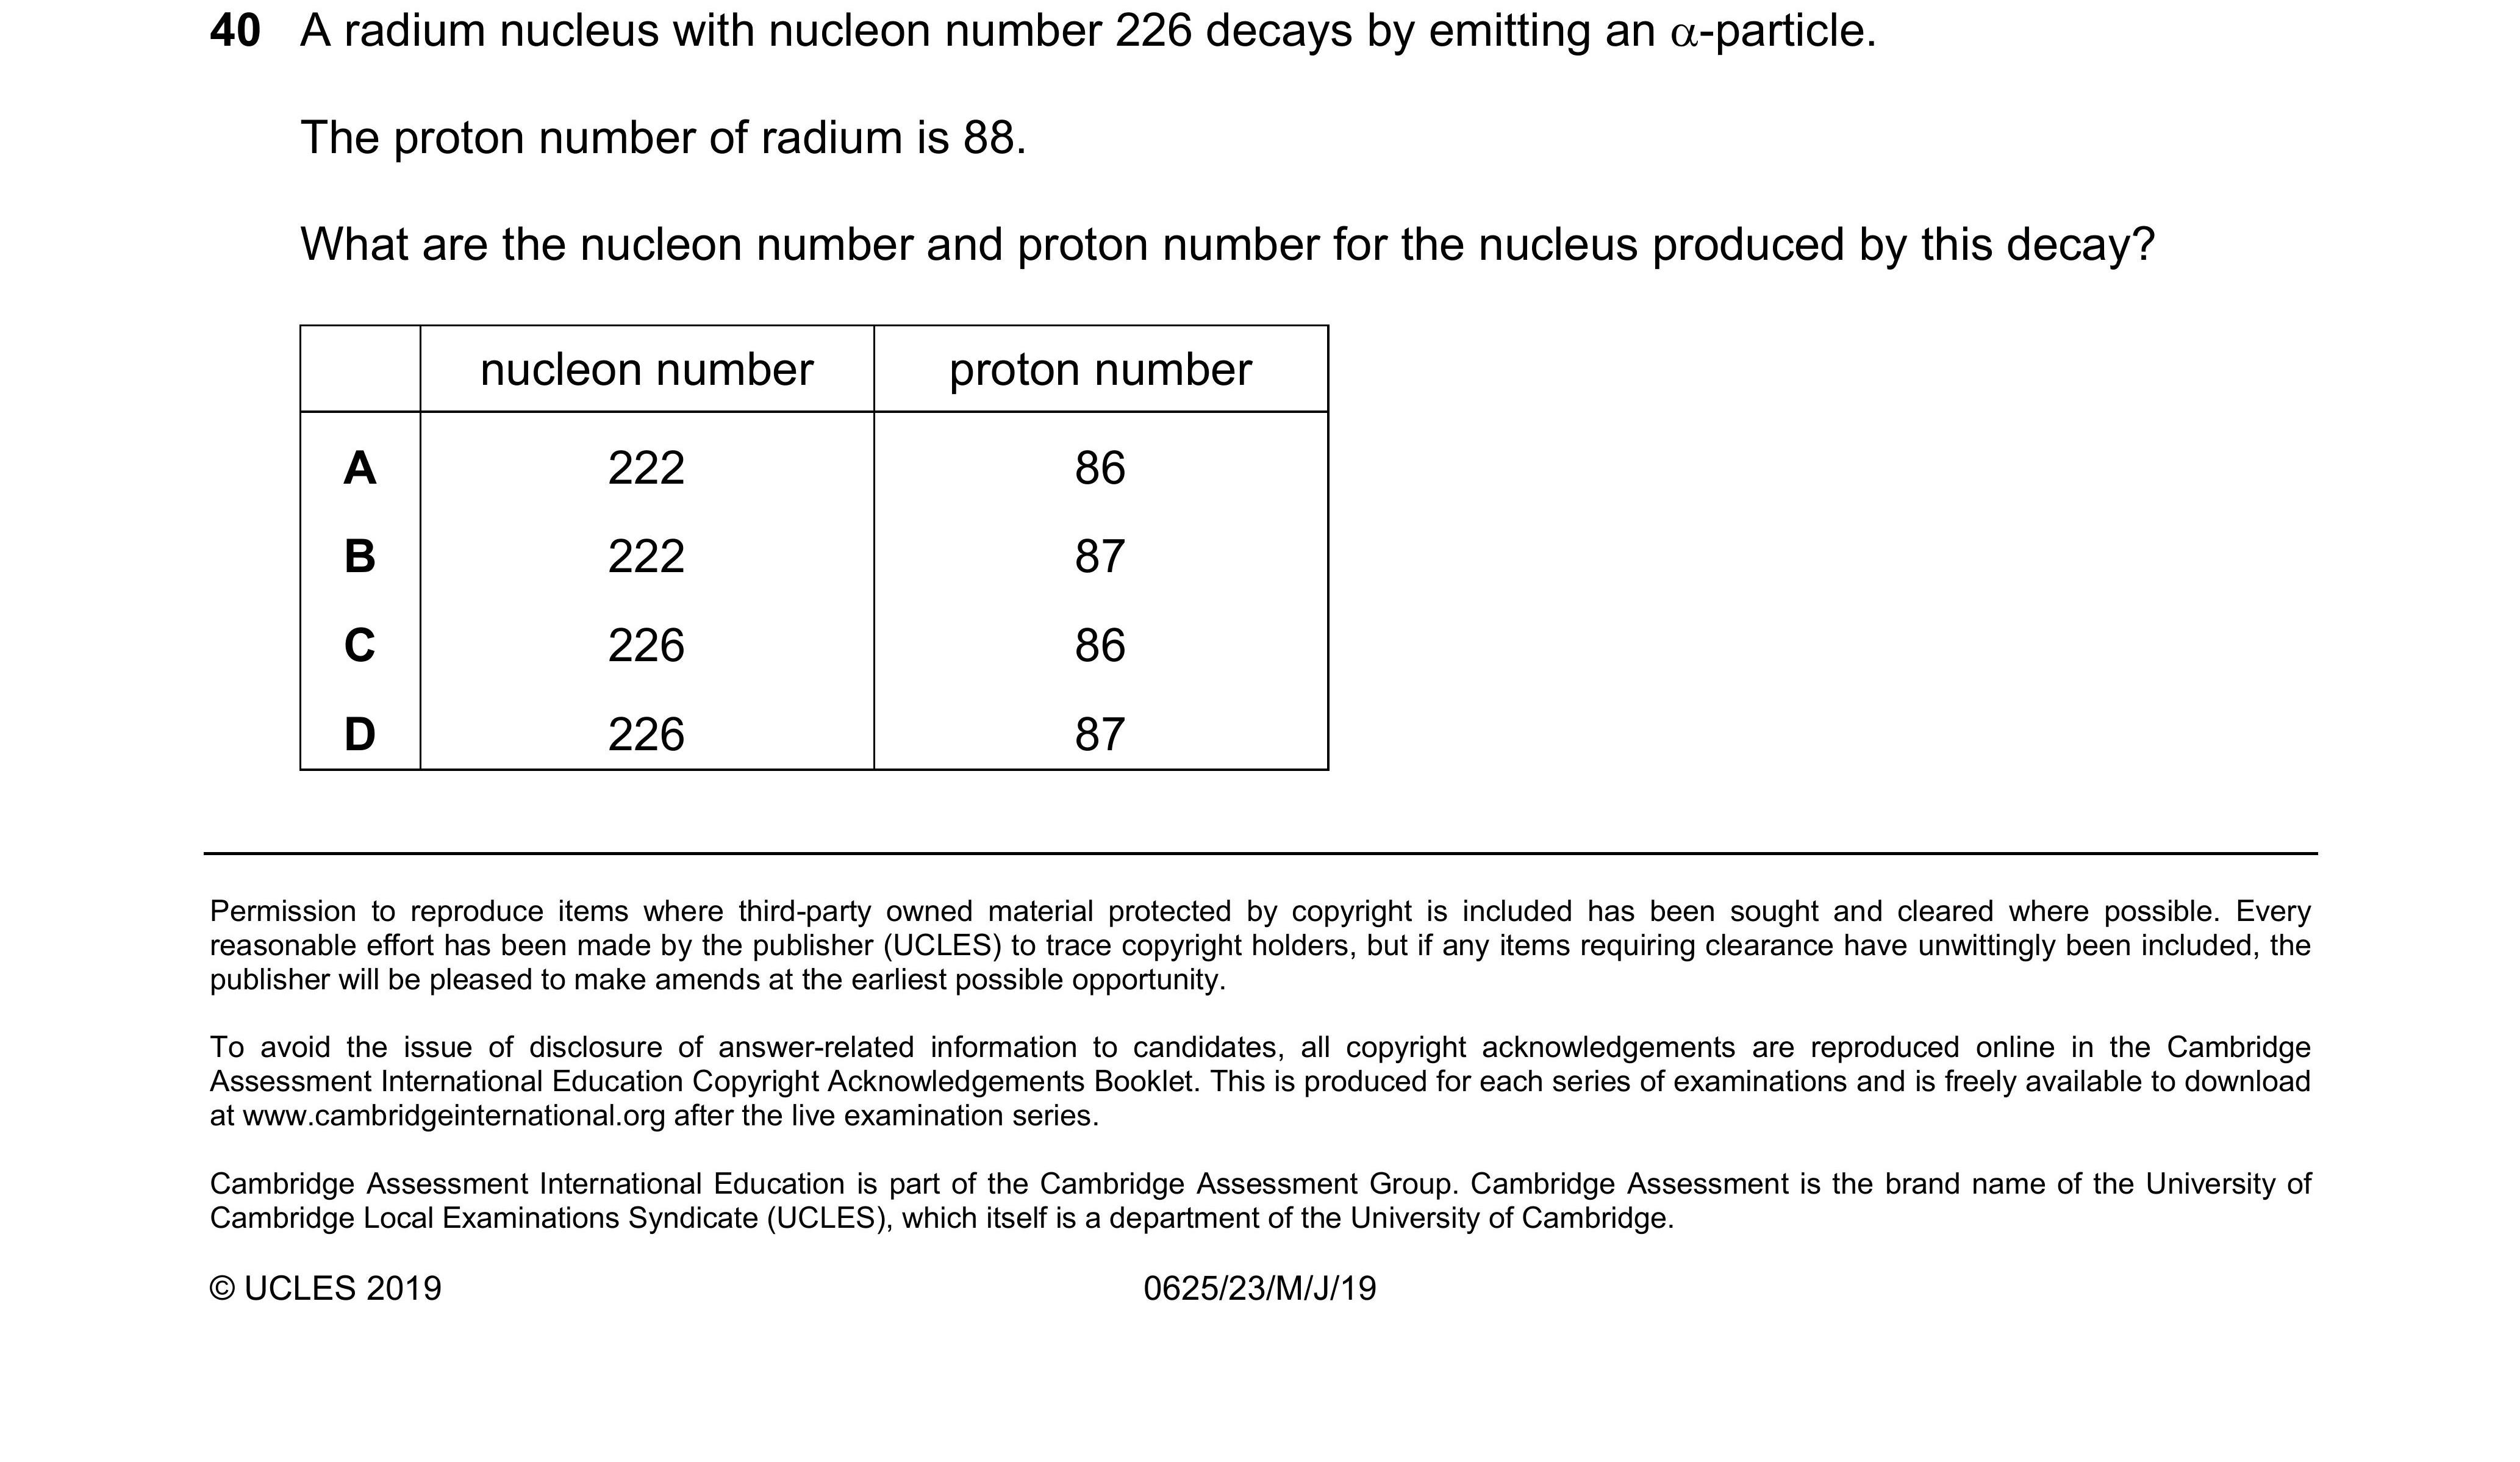 40 A radium nucleus with nucleon number 226 decays by emitting an α-particle.
The proton number of radium is 88.
What are the nucleon number and proton number for the nucleus produced by this decay?
nucleon number proton number
A 222 86
B 222 87
C 226 86
D 226 87
Permission to reproduce items where third-party owned material protected by copyright is included has been sought and cleared where possible. Every
reasonable effort has been made by the publisher (UCLES) to trace copyright holders, but if any items requiring clearance have unwittingly been included, the
publisher will be pleased to make amends at the earliest possible opportunity.
To avoid the issue of disclosure of answer-related information to candidates, all copyright acknowledgements are reproduced online in the Cambridge
Assessment International Education Copyright Acknowledgements Booklet. This is produced for each series of examinations and is freely available to download
at www.cambridgeinternational.org after the live examination series.
Cambridge Assessment International Education is part of the Cambridge Assessment Group. Cambridge Assessment is the brand name of the University of
Cambridge Local Examinations Syndicate (UCLES), which itself is a department of the University of Cambridge.
© UCLES 2019 0625/23/M/J/19